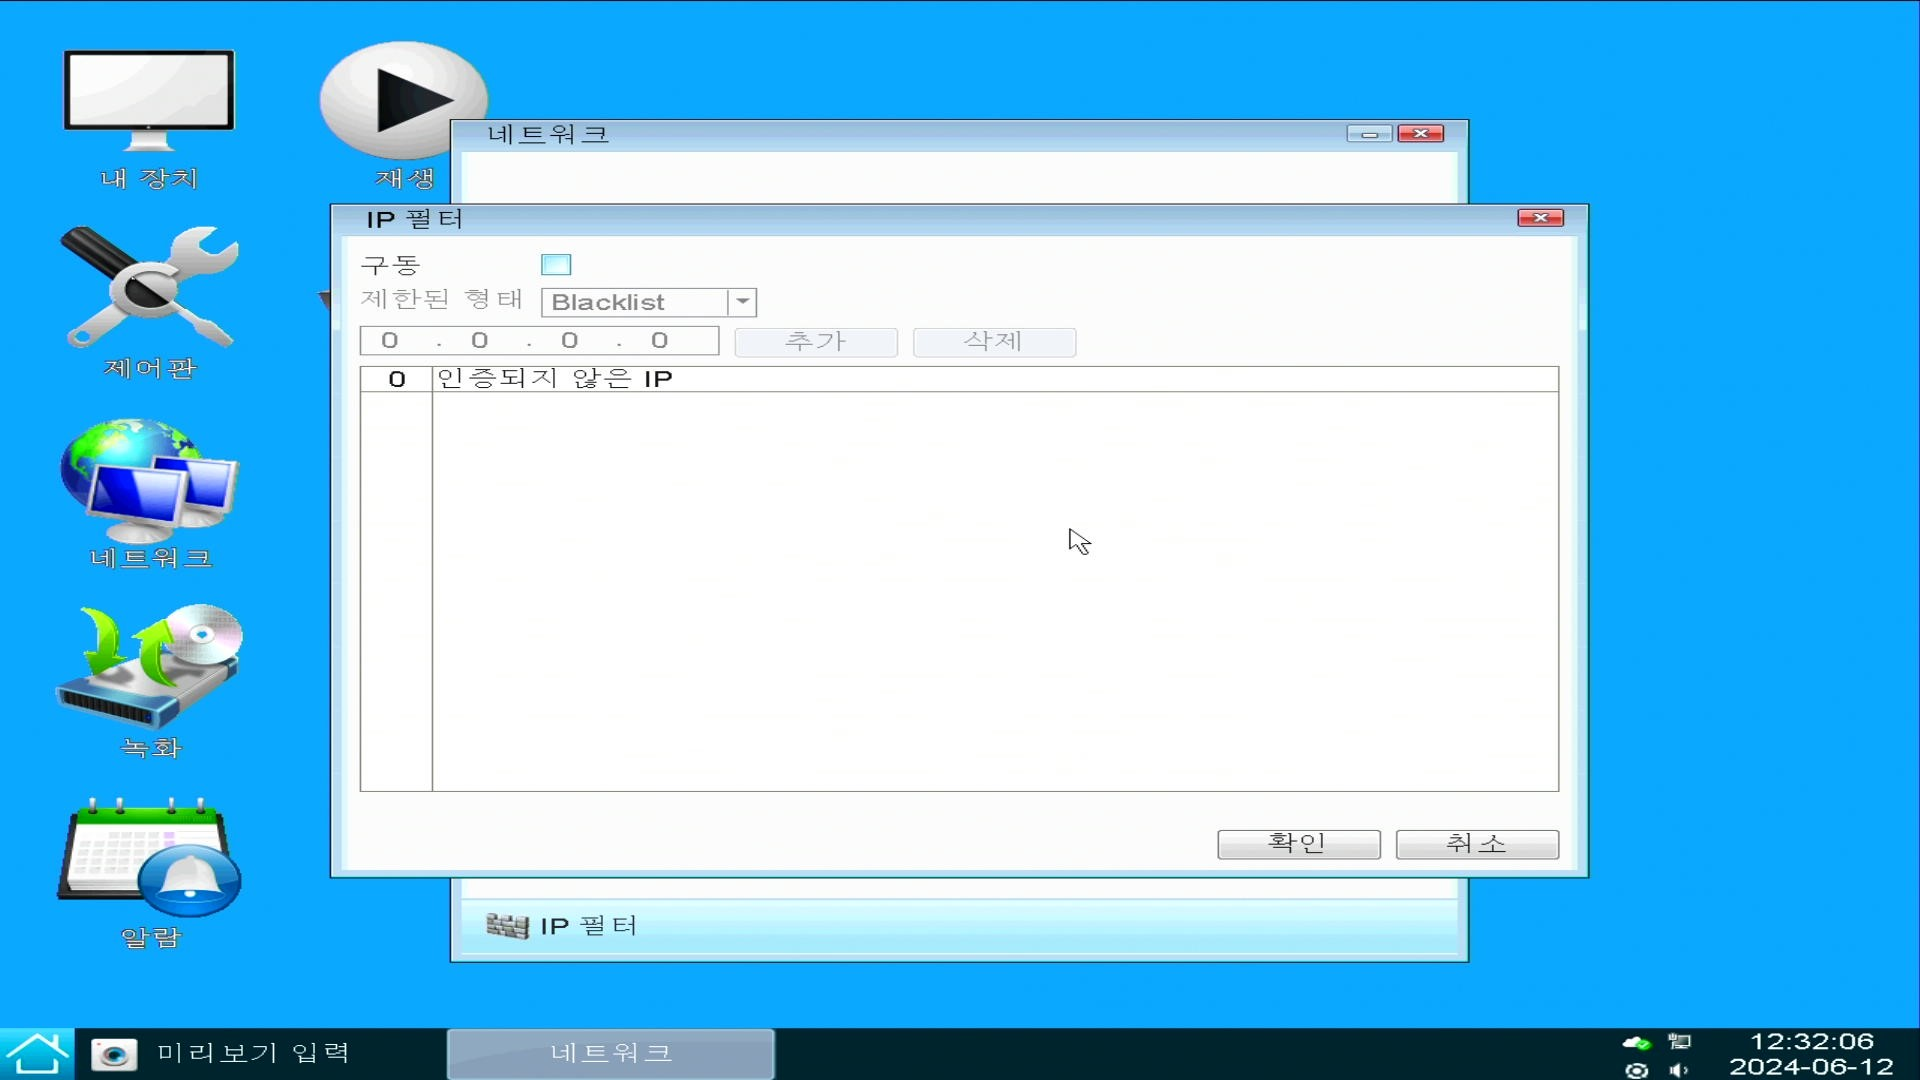 내 장치
재생
제어관
네트워크
녹화
알람
네트워크
IP 필터
구동
제한된 형태 Blacklist
0 . 0 . 0 . 0 추가 삭제
0 인증되지 않은 IP
확인 취소
IP 필터
미리보기 입력 네트워크
12:32:06
2024-06-12